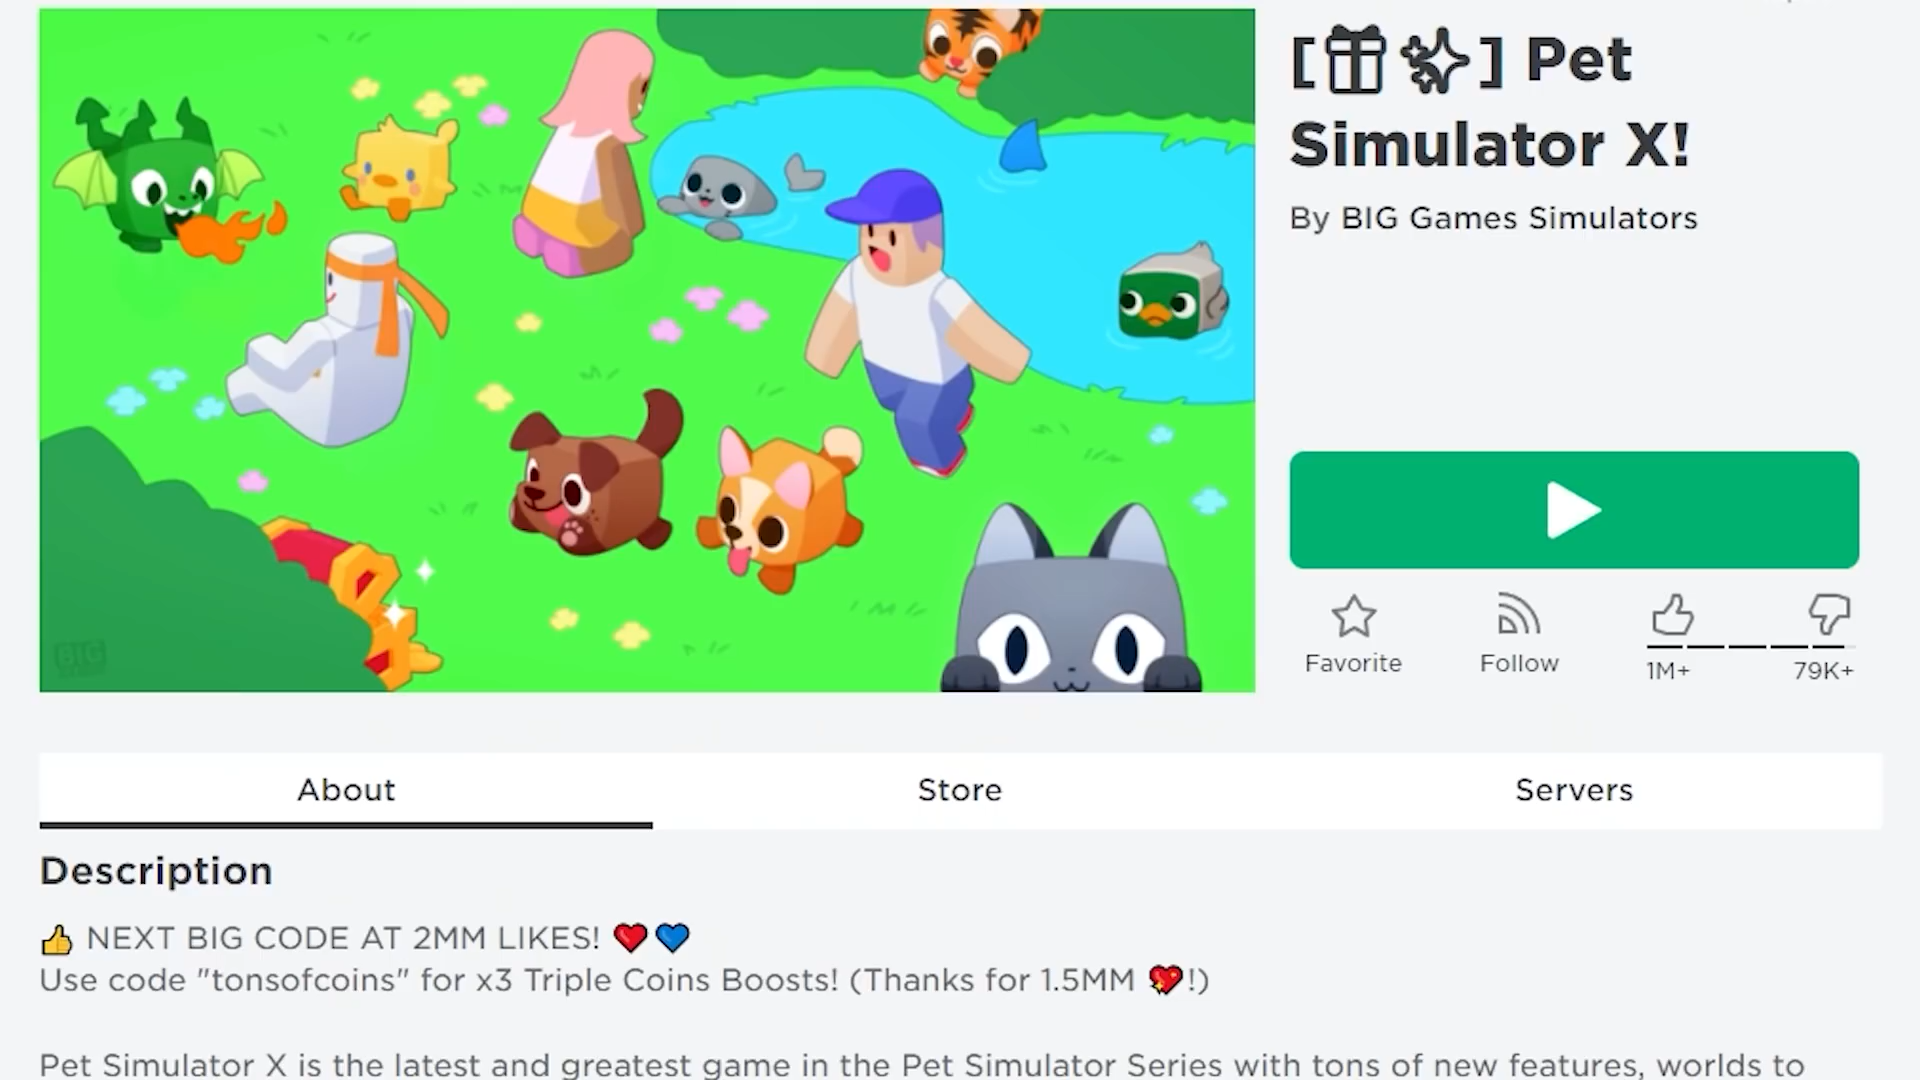 [🎁✨] Pet
Simulator X!
By BIG Games Simulators
BIG
Favorite
Follow
1M+
79K+
About
Store
Servers
Description
👍 NEXT BIG CODE AT 2MM LIKES! ❤️💙
Use code "tonsofcoins" for x3 Triple Coins Boosts! (Thanks for 1.5MM 💖!)
Pet Simulator X is the latest and greatest game in the Pet Simulator Series with tons of new features, worlds to